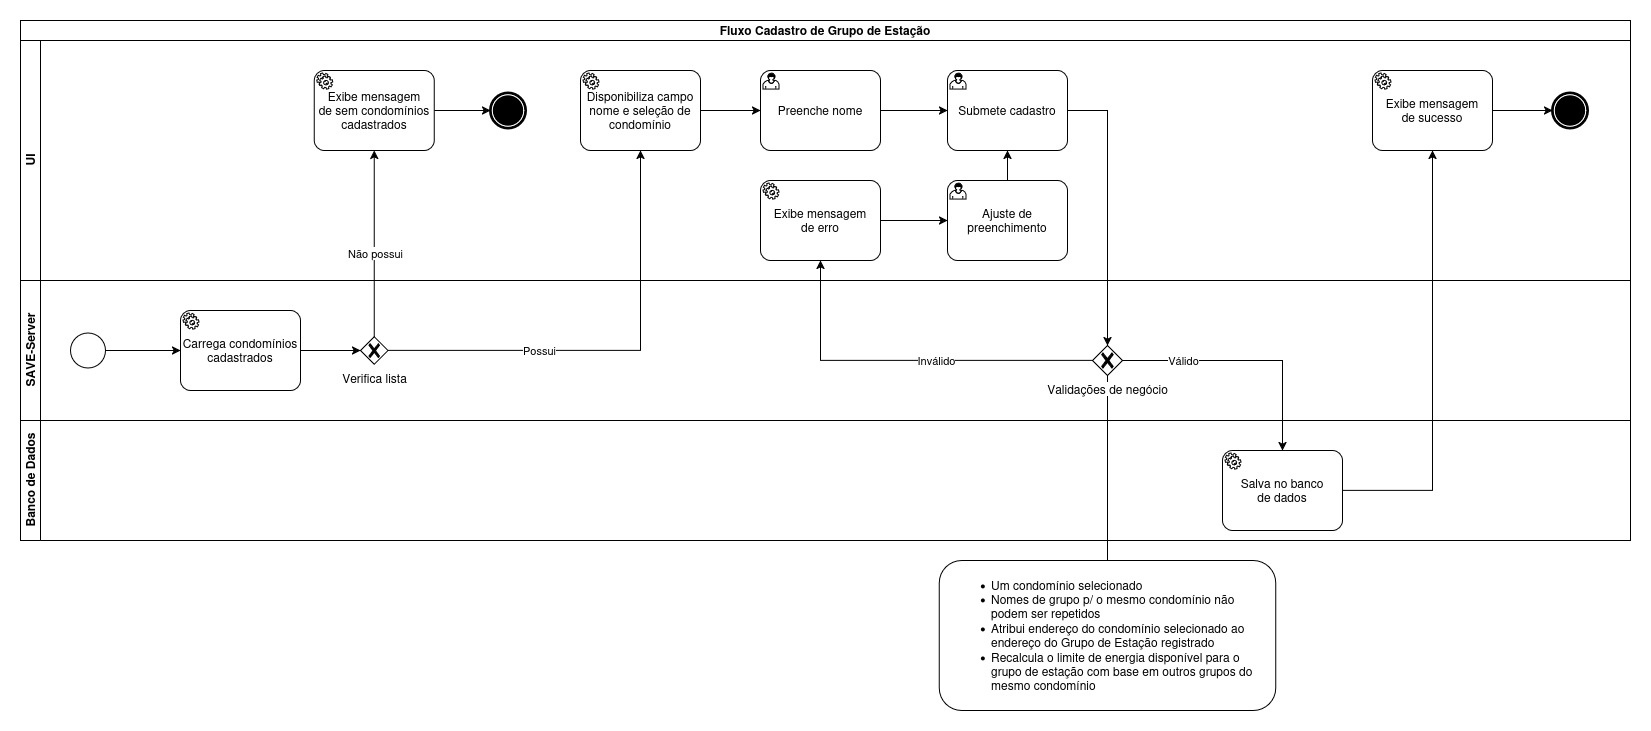 Fluxo Cadastro de Grupo de Estação
UI
Exibe mensagem
de sem condomínios
cadastrados
Disponibiliza campo
nome e seleção de
condomínio
Preenche nome
Submete cadastro
Exibe mensagem
de sucesso
Exibe mensagem
de erro
Ajuste de
preenchimento
Não possui
SAVE-Server
Carrega condomínios
cadastrados
Verifica lista
Possui
Inválido
Válido
Validações de negócio
Banco de Dados
Salva no banco
de dados
• Um condomínio selecionado
• Nomes de grupo p/ o mesmo condomínio não
podem ser repetidos
• Atribui endereço do condomínio selecionado ao
endereço do Grupo de Estação registrado
• Recalcula o limite de energia disponível para o
grupo de estação com base em outros grupos do
mesmo condomínio